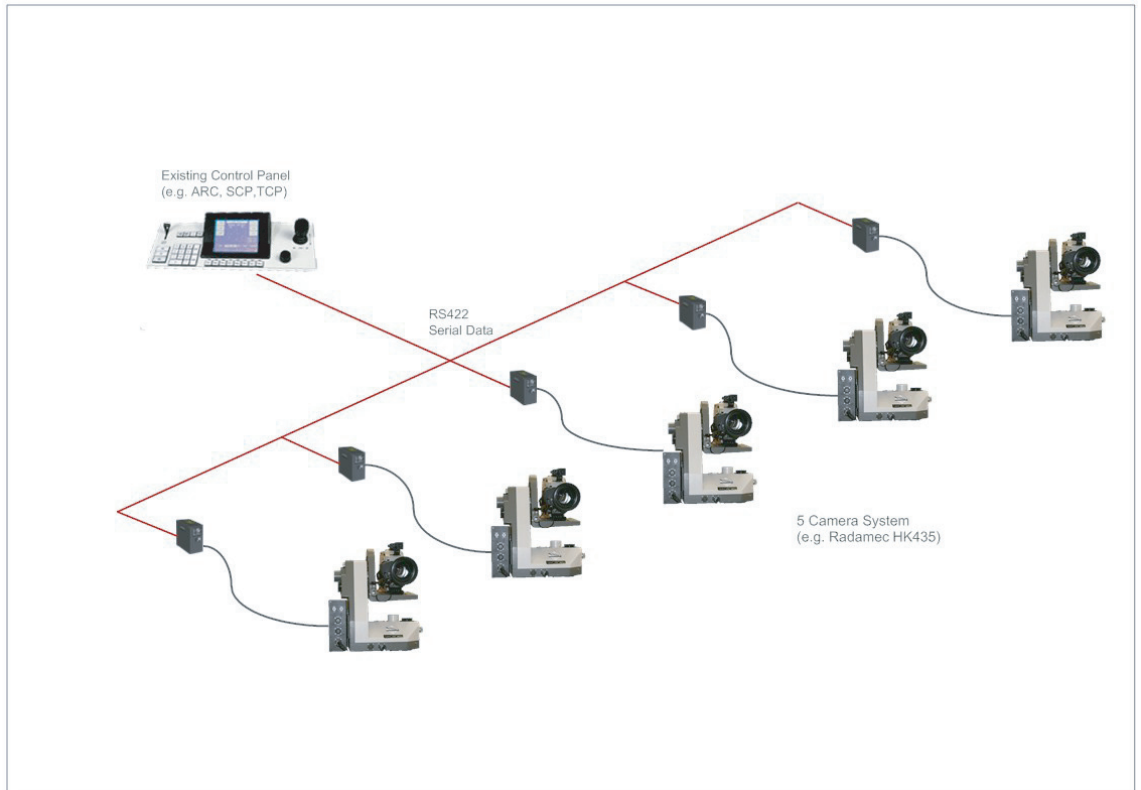 Existing Control Panel
(e.g. ARC, SCP,TCP)
RS422
Serial Data
5 Camera System
(e.g. Radamec HK435)